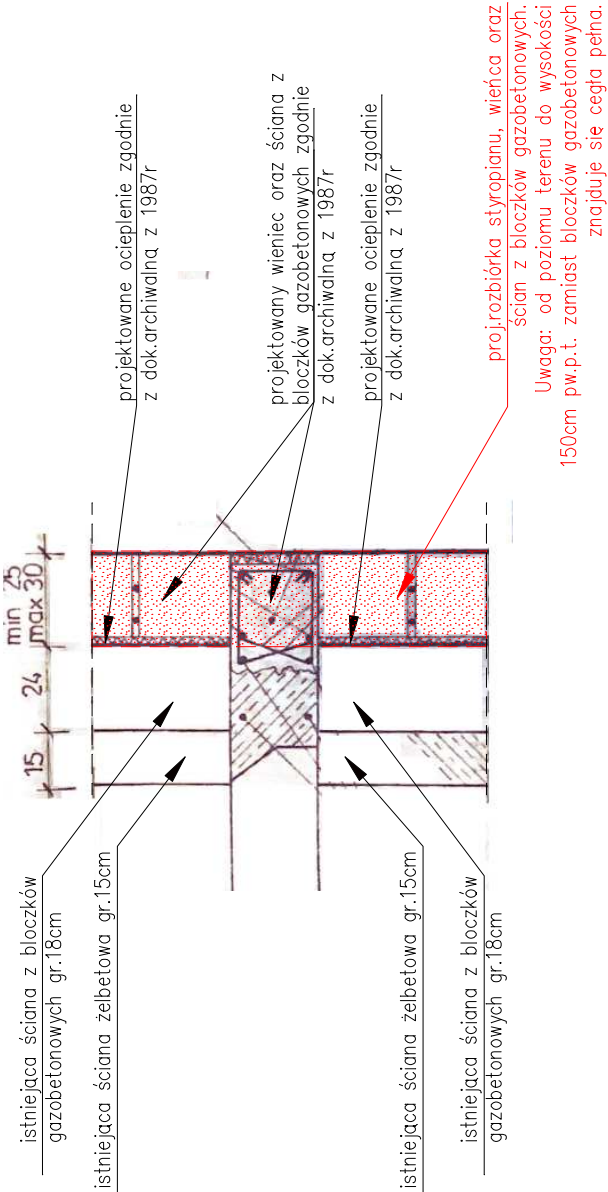 istniejąca ściana z bloczków
gazobetonowych gr.18cm
istniejąca ściana żelbetowa gr.15cm
istniejąca ściana żelbetowa gr.15cm
istniejąca ściana z bloczków
gazobetonowych gr.18cm
15
24
min 25
max 30
projektowane ocieplenie zgodnie
z dok.archiwalną z 1987r
projektowany wieniec oraz ściana z
bloczków gazobetonowych zgodnie
z dok.archiwalną z 1987r
projektowane ocieplenie zgodnie
z dok.archiwalną z 1987r
proj.rozbiórka styropianu, wieńca oraz
ścian z bloczków gazobetonowych.
Uwaga: od poziomu terenu do wysokości
150cm pw.p.t. zamiast bloczków gazobetonowych
znajduje się cegła pełna.